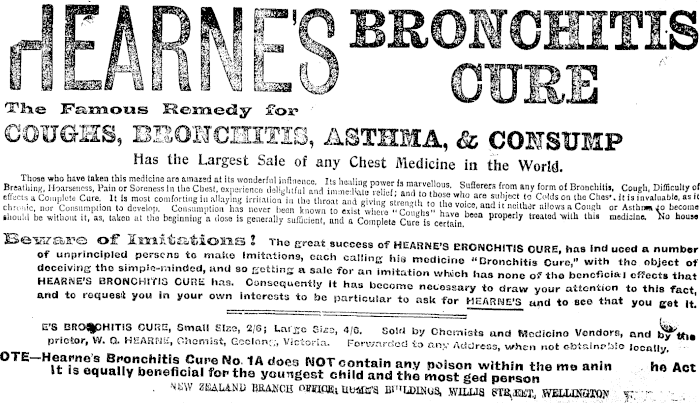 HEARNE'S BRONCHITIS
CURE
The Famous Remedy for
COUGHS, BRONCHITIS, ASTHMA, & CONSUMP
Has the Largest Sale of any Chest Medicine in the World.
Those who have taken this medicine are amazed at its wonderful influence. Its healing power is marvellous. Sufferers from any form of Bronchitis, Cough, Difficulty of
Breathing, Hoarseness, Pain or Soreness in the Chest, experience delightful and immediate relief; and to those who are subject to Colds on the Chest, it is invaluable, as it
effects a Complete Cure. It is most comforting in allaying irritation in the throat and giving strength to the voice, and it neither allows a Cough or Asthma to become
chronic, nor Consumption to develop. Consumption has never been known to exist where "Coughs" have been properly treated with this medicine. No house
should be without it, as, taken at the beginning a dose is generally sufficient, and a Complete Cure is certain.
Beware of Imitations! The great success of HEARNE'S BRONCHITIS CURE, has induced a number
of unprincipled persons to make Imitations, each calling his medicine "Bronchitis Cure," with the object of
deceiving the simple-minded, and so getting a sale for an imitation which has none of the beneficial effects that
HEARNE'S BRONCHITIS CURE has. Consequently it has become necessary to draw your attention to this fact,
and to request you in your own interests to be particular to ask for HEARNE'S and to see that you get it.
E'S BRONCHITIS CURE, Small Size, 2/6; Large Size, 4/6. Sold by Chemists and Medicine Vendors, and by the
prietor, W. G. HEARNE, Chemist, Geelong, Victoria. Forwarded to any Address, when not obtainable locally.
OTE—Hearne's Bronchitis Cure No. 1A does NOT contain any poison within the me anin he Act
It is equally beneficial for the youngest child and the most ged person
NEW ZEALAND BRANCH OFFICE; HUME'S BUILDINGS, WILLIS STREET, WELLINGTON